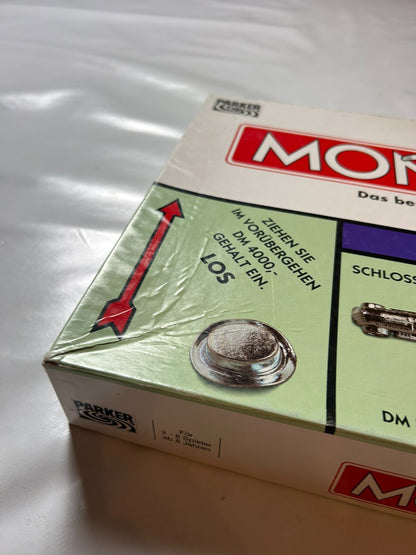 PARKER
MON
Das be
ZIEHEN SIE
IM VORÜBERGEHEN
DM 4000,-
GEHALT EIN.
LOS
SCHLOSS
DM
PARKER
Für
2 - 8 Spieler
ab 8 Jahren
M